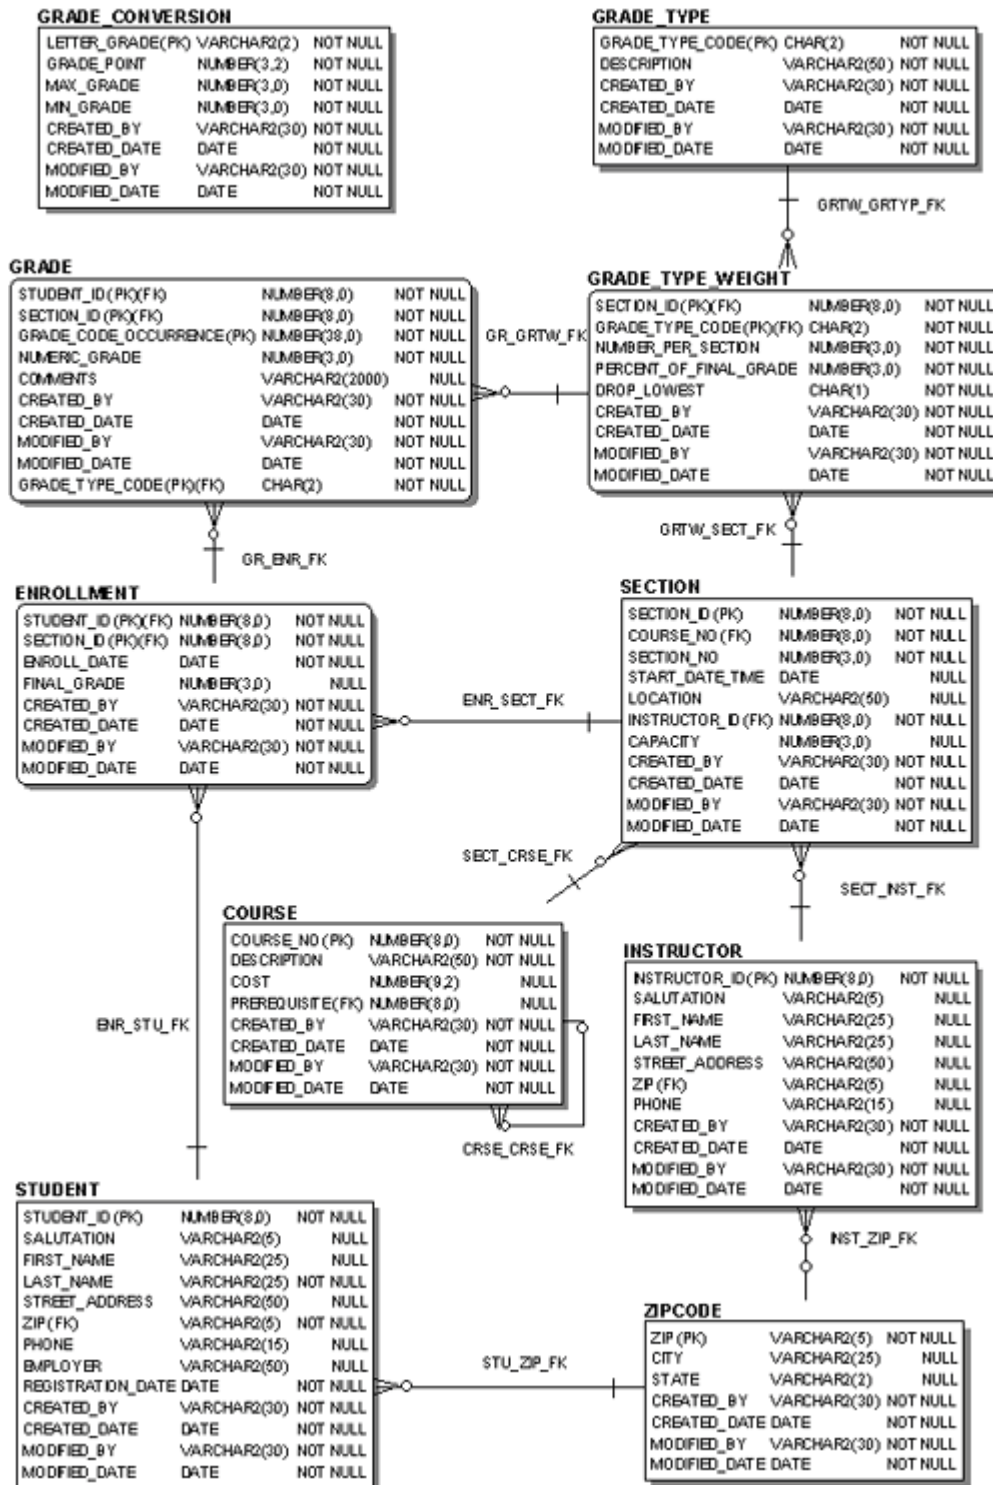 GRADE_CONVERSION
LETTER_GRADE(PK) VARCHAR2(2) NOT NULL
GRADE_POINT NUMBER(3,2) NOT NULL
MAX_GRADE NUMBER(3,0) NOT NULL
MIN_GRADE NUMBER(3,0) NOT NULL
CREATED_BY VARCHAR2(30) NOT NULL
CREATED_DATE DATE NOT NULL
MODIFIED_BY VARCHAR2(30) NOT NULL
MODIFIED_DATE DATE NOT NULL
GRADE_TYPE
GRADE_TYPE_CODE(PK) CHAR(2) NOT NULL
DESCRIPTION VARCHAR2(50) NOT NULL
CREATED_BY VARCHAR2(30) NOT NULL
CREATED_DATE DATE NOT NULL
MODIFIED_BY VARCHAR2(30) NOT NULL
MODIFIED_DATE DATE NOT NULL
GRTW_GRTYP_FK
GRADE
STUDENT_ID(PK)(FK) NUMBER(8,0) NOT NULL
SECTION_ID(PK)(FK) NUMBER(8,0) NOT NULL
GRADE_CODE_OCCURRENCE(PK) NUMBER(38,0) NOT NULL
NUMERIC_GRADE NUMBER(3,0) NOT NULL
COMMENTS VARCHAR2(2000) NULL
CREATED_BY VARCHAR2(30) NOT NULL
CREATED_DATE DATE NOT NULL
MODIFIED_BY VARCHAR2(30) NOT NULL
MODIFIED_DATE DATE NOT NULL
GRADE_TYPE_CODE(PK)(FK) CHAR(2) NOT NULL
GR_GRTW_FK
GRADE_TYPE_WEIGHT
SECTION_ID(PK)(FK) NUMBER(8,0) NOT NULL
GRADE_TYPE_CODE(PK)(FK) CHAR(2) NOT NULL
NUMBER_PER_SECTION NUMBER(3,0) NOT NULL
PERCENT_OF_FINAL_GRADE NUMBER(3,0) NOT NULL
DROP_LOWEST CHAR(1) NOT NULL
CREATED_BY VARCHAR2(30) NOT NULL
CREATED_DATE DATE NOT NULL
MODIFIED_BY VARCHAR2(30) NOT NULL
MODIFIED_DATE DATE NOT NULL
GR_ENR_FK
GRTW_SECT_FK
ENROLLMENT
STUDENT_ID(PK)(FK) NUMBER(8,0) NOT NULL
SECTION_ID(PK)(FK) NUMBER(8,0) NOT NULL
ENROLL_DATE DATE NOT NULL
FINAL_GRADE NUMBER(3,0) NULL
CREATED_BY VARCHAR2(30) NOT NULL
CREATED_DATE DATE NOT NULL
MODIFIED_BY VARCHAR2(30) NOT NULL
MODIFIED_DATE DATE NOT NULL
ENR_SECT_FK
SECTION
SECTION_ID(PK) NUMBER(8,0) NOT NULL
COURSE_NO(FK) NUMBER(8,0) NOT NULL
SECTION_NO NUMBER(3,0) NOT NULL
START_DATE_TIME DATE NULL
LOCATION VARCHAR2(50) NULL
INSTRUCTOR_ID(FK) NUMBER(8,0) NOT NULL
CAPACITY NUMBER(3,0) NULL
CREATED_BY VARCHAR2(30) NOT NULL
CREATED_DATE DATE NOT NULL
MODIFIED_BY VARCHAR2(30) NOT NULL
MODIFIED_DATE DATE NOT NULL
SECT_CRSE_FK
SECT_INST_FK
COURSE
COURSE_NO(PK) NUMBER(8,0) NOT NULL
DESCRIPTION VARCHAR2(50) NOT NULL
COST NUMBER(9,2) NULL
PREREQUISITE(FK) NUMBER(8,0) NULL
CREATED_BY VARCHAR2(30) NOT NULL
CREATED_DATE DATE NOT NULL
MODIFIED_BY VARCHAR2(30) NOT NULL
MODIFIED_DATE DATE NOT NULL
CRSE_CRSE_FK
ENR_STU_FK
INSTRUCTOR
INSTRUCTOR_ID(PK) NUMBER(8,0) NOT NULL
SALUTATION VARCHAR2(5) NULL
FIRST_NAME VARCHAR2(25) NULL
LAST_NAME VARCHAR2(25) NULL
STREET_ADDRESS VARCHAR2(50) NULL
ZIP(FK) VARCHAR2(5) NULL
PHONE VARCHAR2(15) NULL
CREATED_BY VARCHAR2(30) NOT NULL
CREATED_DATE DATE NOT NULL
MODIFIED_BY VARCHAR2(30) NOT NULL
MODIFIED_DATE DATE NOT NULL
INST_ZIP_FK
STUDENT
STUDENT_ID(PK) NUMBER(8,0) NOT NULL
SALUTATION VARCHAR2(5) NULL
FIRST_NAME VARCHAR2(25) NULL
LAST_NAME VARCHAR2(25) NOT NULL
STREET_ADDRESS VARCHAR2(50) NULL
ZIP(FK) VARCHAR2(5) NOT NULL
PHONE VARCHAR2(15) NULL
EMPLOYER VARCHAR2(50) NULL
REGISTRATION_DATE DATE NOT NULL
CREATED_BY VARCHAR2(30) NOT NULL
CREATED_DATE DATE NOT NULL
MODIFIED_BY VARCHAR2(30) NOT NULL
MODIFIED_DATE DATE NOT NULL
STU_ZIP_FK
ZIPCODE
ZIP(PK) VARCHAR2(5) NOT NULL
CITY VARCHAR2(25) NULL
STATE VARCHAR2(2) NULL
CREATED_BY VARCHAR2(30) NOT NULL
CREATED_DATE DATE NOT NULL
MODIFIED_BY VARCHAR2(30) NOT NULL
MODIFIED_DATE DATE NOT NULL